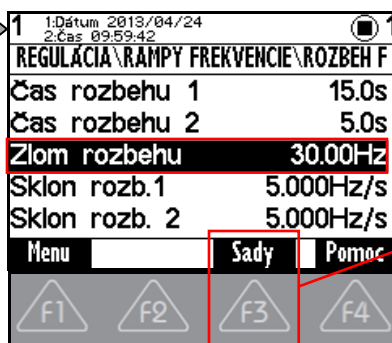 1 1:Dátum 2013/04/24
2:Čas 09:59:42
REGULÁCIA\RAMPY FREKVENCIE\ROZBEH F
Čas rozbehu 1 15.0s
Čas rozbehu 2 5.0s
Zlom rozbehu 30.00Hz
Sklon rozb.1 5.000Hz/s
Sklon rozb. 2 5.000Hz/s
Menu Sady Pomoc
F1 F2 F3 F4